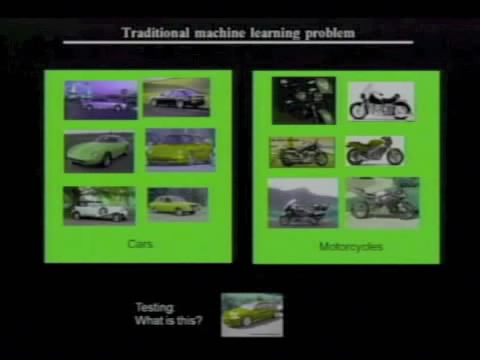 Traditional machine learning problem
Cars
Motorcycles
Testing:
What is this?